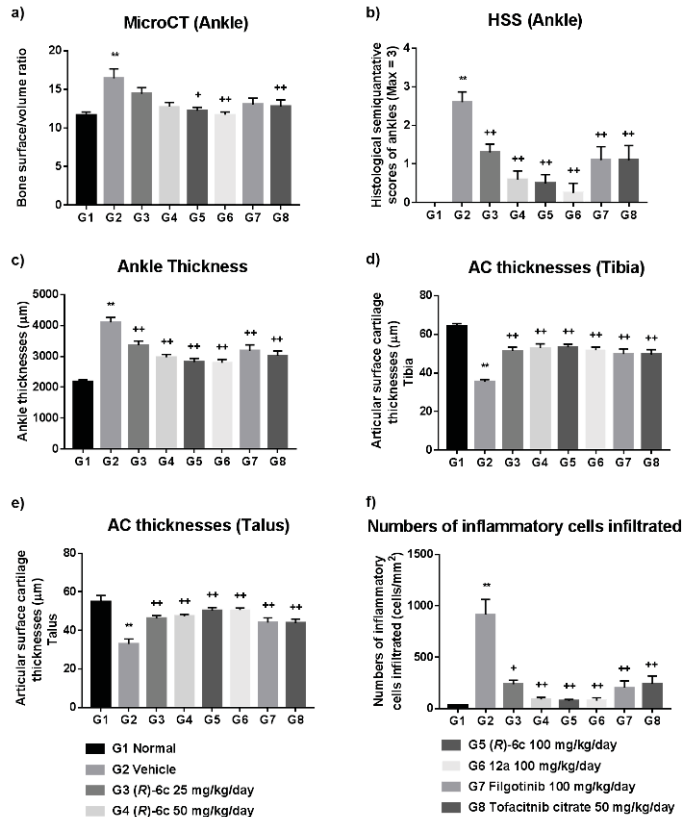 a)
MicroCT (Ankle)
Bone surface/volume ratio
20
15
10
5
0
**
+
++
++
G1 G2 G3 G4 G5 G6 G7 G8
b)
HSS (Ankle)
Histological semiquantative
scores of ankles (Max = 3)
4
3
2
1
0
**
++
++
++
++
++
++
G1 G2 G3 G4 G5 G6 G7 G8
c)
Ankle Thickness
Ankle thicknesses (μm)
5000
4000
3000
2000
1000
0
**
++
++
++
++
++
++
G1 G2 G3 G4 G5 G6 G7 G8
d)
AC thicknesses (Tibia)
Articular surface cartilage
thicknesses (μm)
Tibia
80
60
40
20
0
**
++
++
++
++
++
++
G1 G2 G3 G4 G5 G6 G7 G8
e)
AC thicknesses (Talus)
Articular surface cartilage
thicknesses (μm)
Talus
80
60
40
20
0
**
++
++
++
++
++
++
G1 G2 G3 G4 G5 G6 G7 G8
f)
Numbers of inflammatory cells infiltrated
Numbers of inflammatory
cells infiltrated (cells/mm²)
1500
1000
500
0
**
+
++
++
++
++
++
G1 G2 G3 G4 G5 G6 G7 G8
G1 Normal
G2 Vehicle
G3 (R)-6c 25 mg/kg/day
G4 (R)-6c 50 mg/kg/day
G5 (R)-6c 100 mg/kg/day
G6 12a 100 mg/kg/day
G7 Filgotinib 100 mg/kg/day
G8 Tofacitnib citrate 50 mg/kg/day